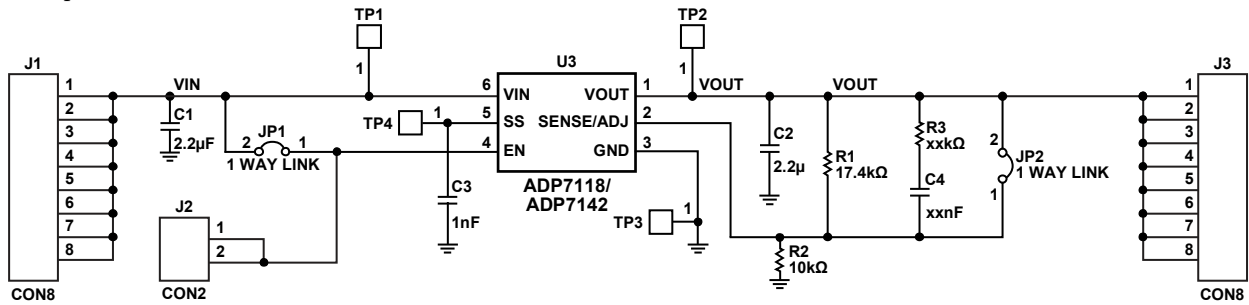 TP1
TP2
J1
U3
J3
1
2
3
4
5
6
7
8
CON8
VIN
C1
2.2µF
JP1
2
1
1 WAY LINK
J2
1
2
CON2
1
TP4
1
C3
1nF
6
VIN
5
SS
4
EN
VOUT
1
SENSE/ADJ
2
GND
3
ADP7118/
ADP7142
1
VOUT
VOUT
TP3
1
C2
2.2µ
R1
17.4kΩ
R2
10kΩ
R3
xxkΩ
C4
xxnF
2
JP2
1 WAY LINK
1
1
2
3
4
5
6
7
8
CON8